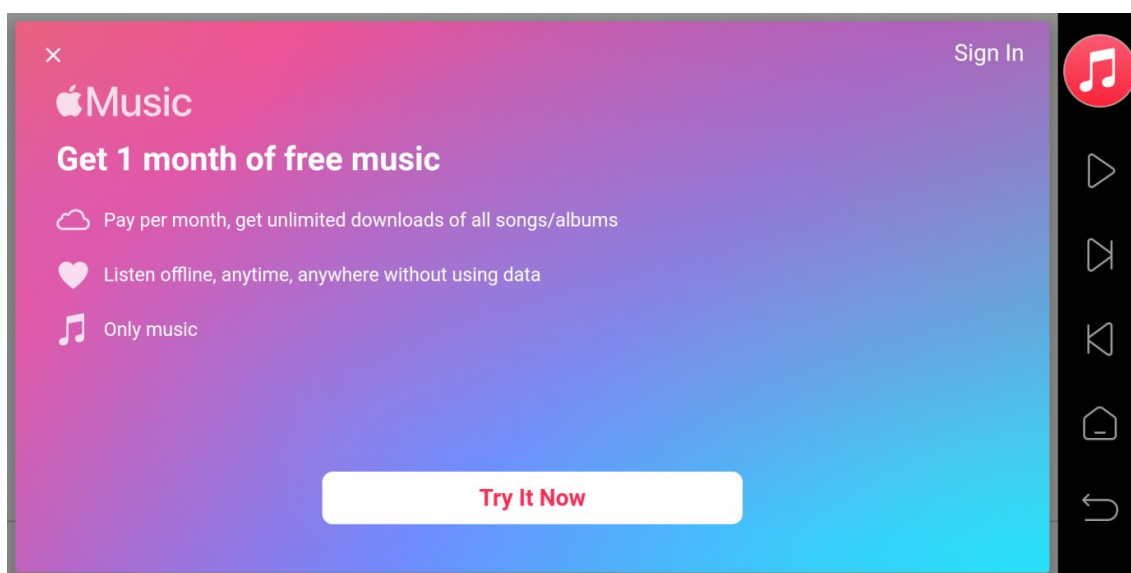 Sign In
Music
Get 1 month of free music
Pay per month, get unlimited downloads of all songs/albums
Listen offline, anytime, anywhere without using data
Only music
Try It Now